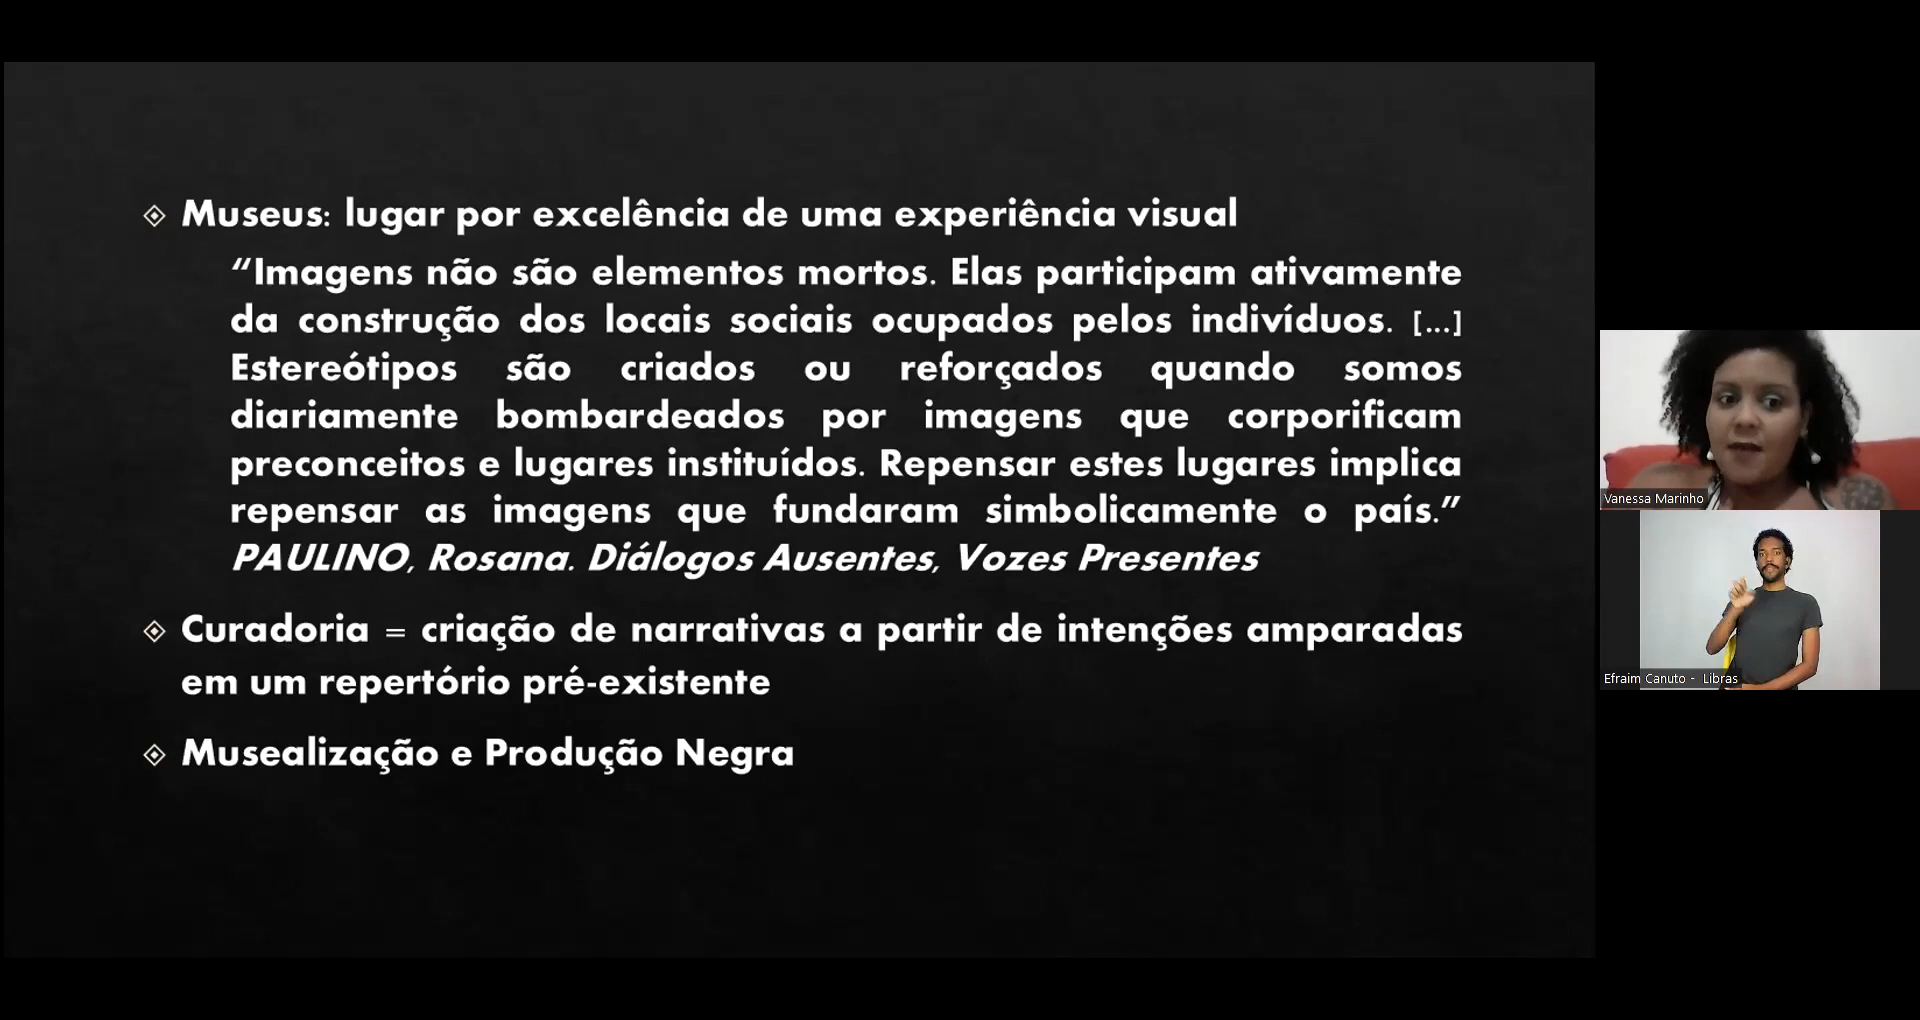 Museus: lugar por excelência de uma experiência visual
“Imagens não são elementos mortos. Elas participam ativamente
da construção dos locais sociais ocupados pelos indivíduos. [...]
Estereótipos são criados ou reforçados quando somos
diariamente bombardeados por imagens que corporificam
preconceitos e lugares instituídos. Repensar estes lugares implica
repensar as imagens que fundaram simbolicamente o país.”
PAULINO, Rosana. Diálogos Ausentes, Vozes Presentes
Curadoria = criação de narrativas a partir de intenções amparadas
em um repertório pré-existente
Musealização e Produção Negra
Vanessa Marinho
Efraim Canuto - Libras